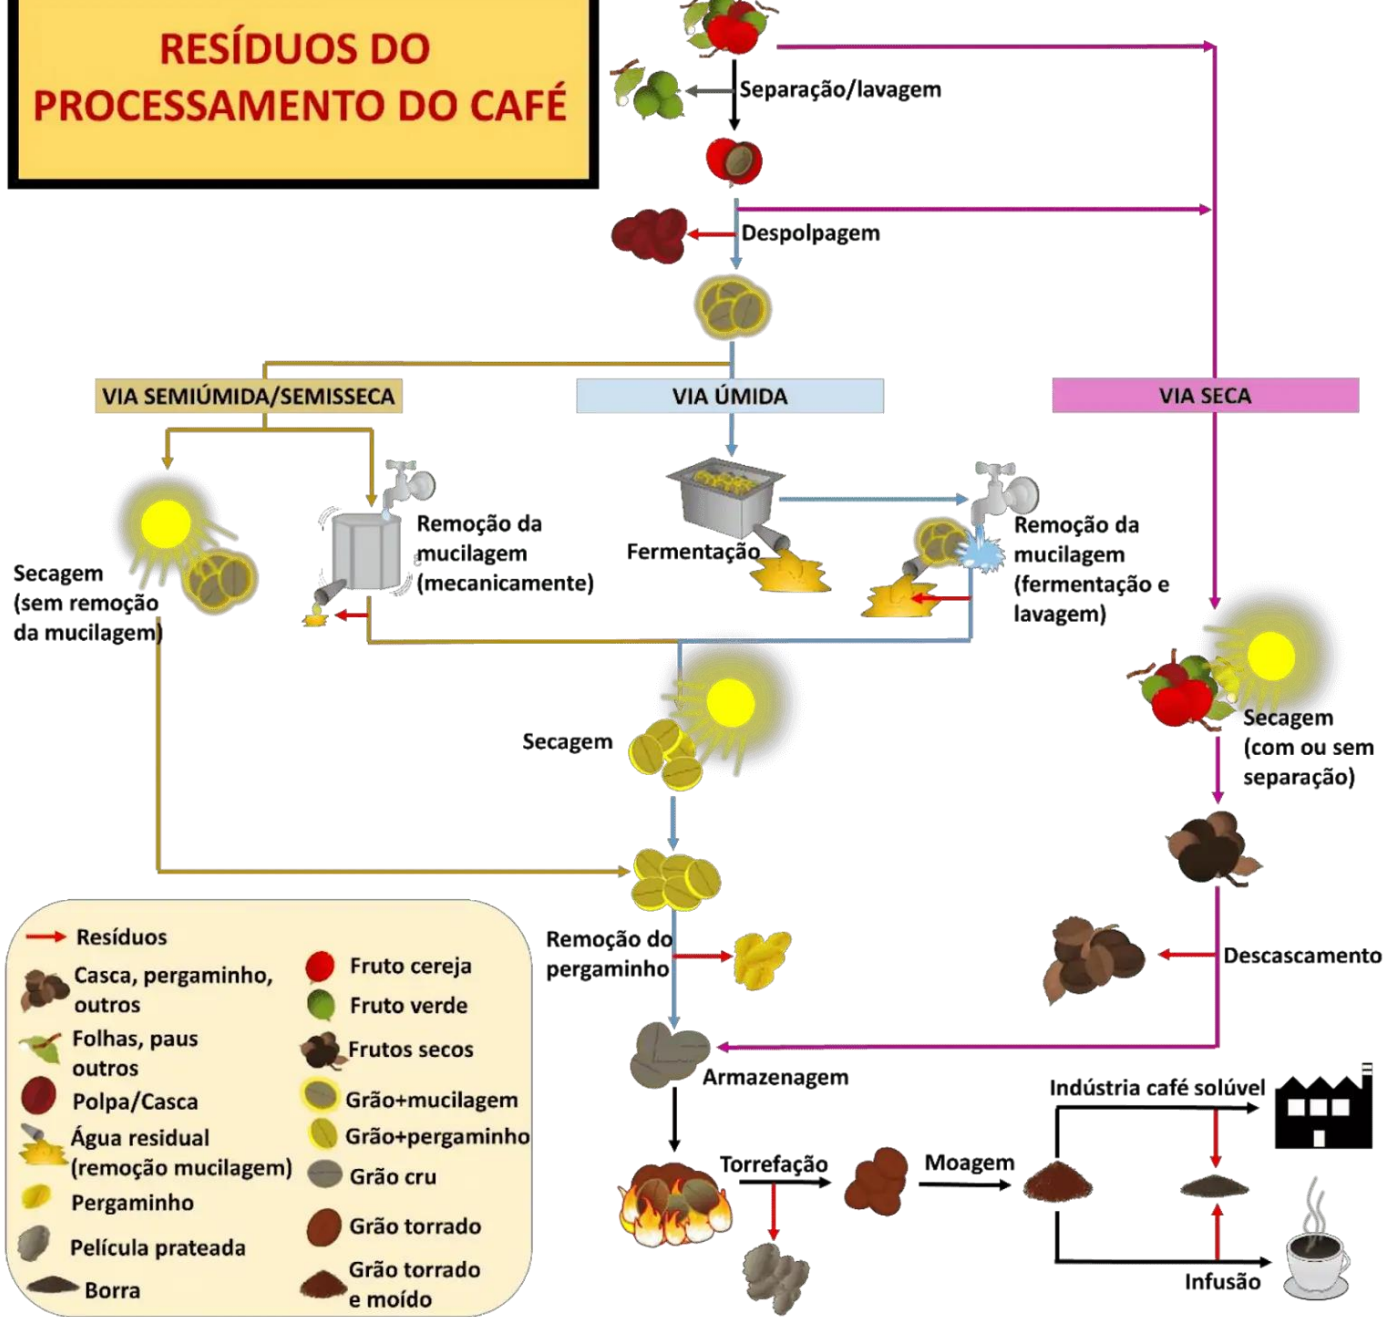 RESÍDUOS DO
PROCESSAMENTO DO CAFÉ
Separação/lavagem
Despolpagem
VIA SEMIÚMIDA/SEMISSECA
VIA ÚMIDA
VIA SECA
Secagem
(sem remoção
da mucilagem)
Remoção da
mucilagem
(mecanicamente)
Fermentação
Remoção da
mucilagem
(fermentação e
lavagem)
Secagem
Secagem
(com ou sem
separação)
Remoção do
pergaminho
Descascamento
Armazenagem
Torrefação
Moagem
Indústria café solúvel
Infusão
Resíduos
Casca, pergaminho,
outros
Folhas, paus
outros
Polpa/Casca
Água residual
(remoção mucilagem)
Pergaminho
Película prateada
Borra
Fruto cereja
Fruto verde
Frutos secos
Grão+mucilagem
Grão+pergaminho
Grão cru
Grão torrado
Grão torrado
e moído